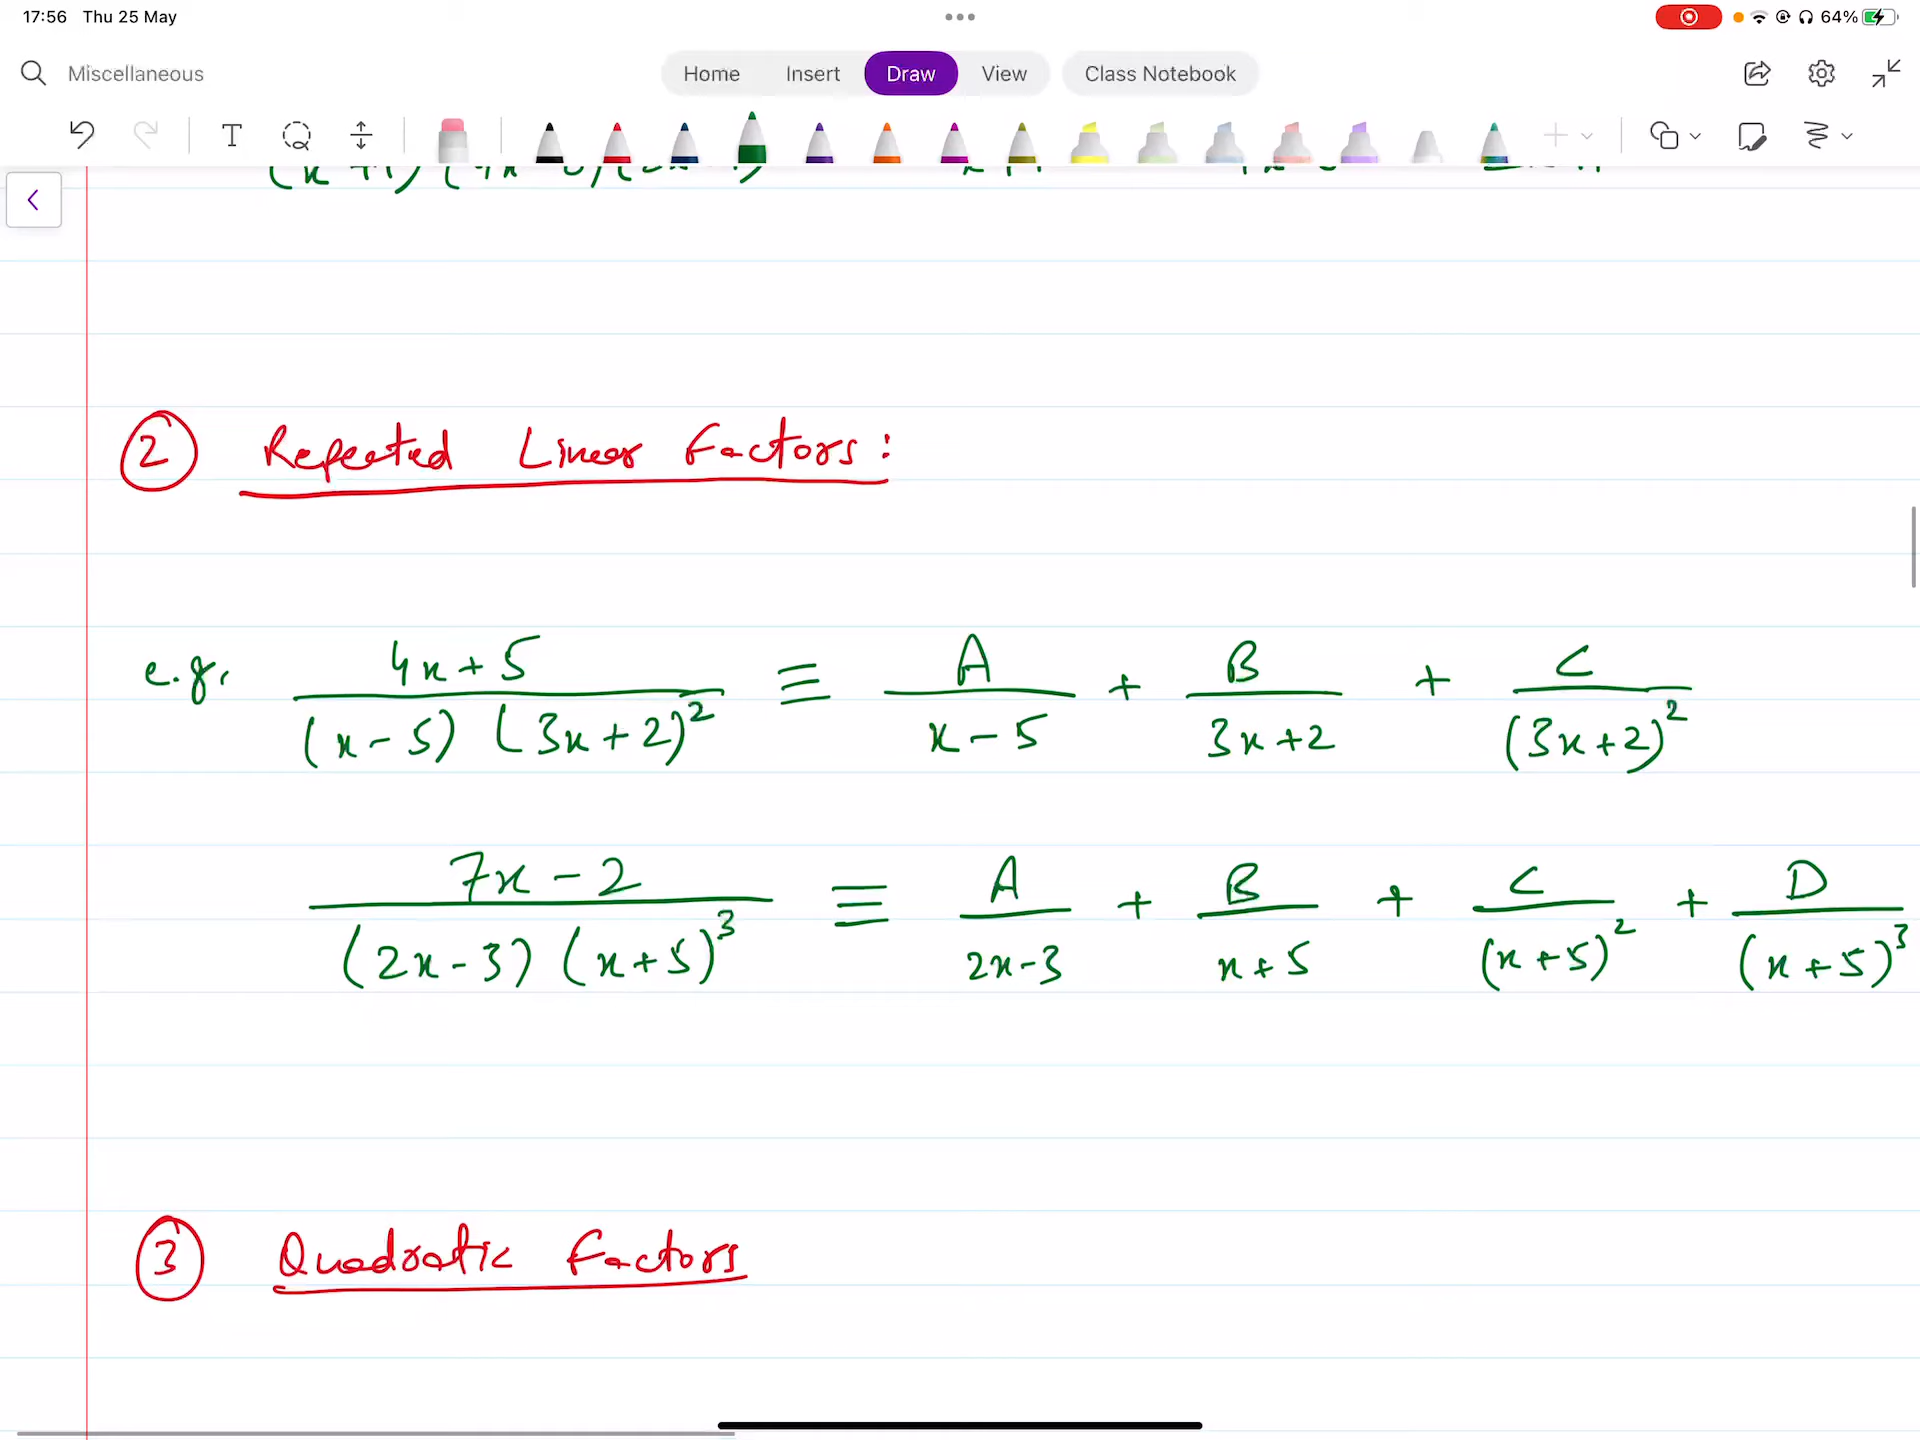 17:56 Thu 25 May 64%
Miscellaneous Home Insert Draw View Class Notebook
T
② Repeated Linear Factors:
e.g. (4x+5)/((x-5)(3x+2)²) ≡ A/(x-5) + B/(3x+2) + C/(3x+2)²
(7x-2)/((2x-3)(x+5)³) ≡ A/(2x-3) + B/(x+5) + C/(x+5)² + D/(x+5)³
③ Quadratic Factors